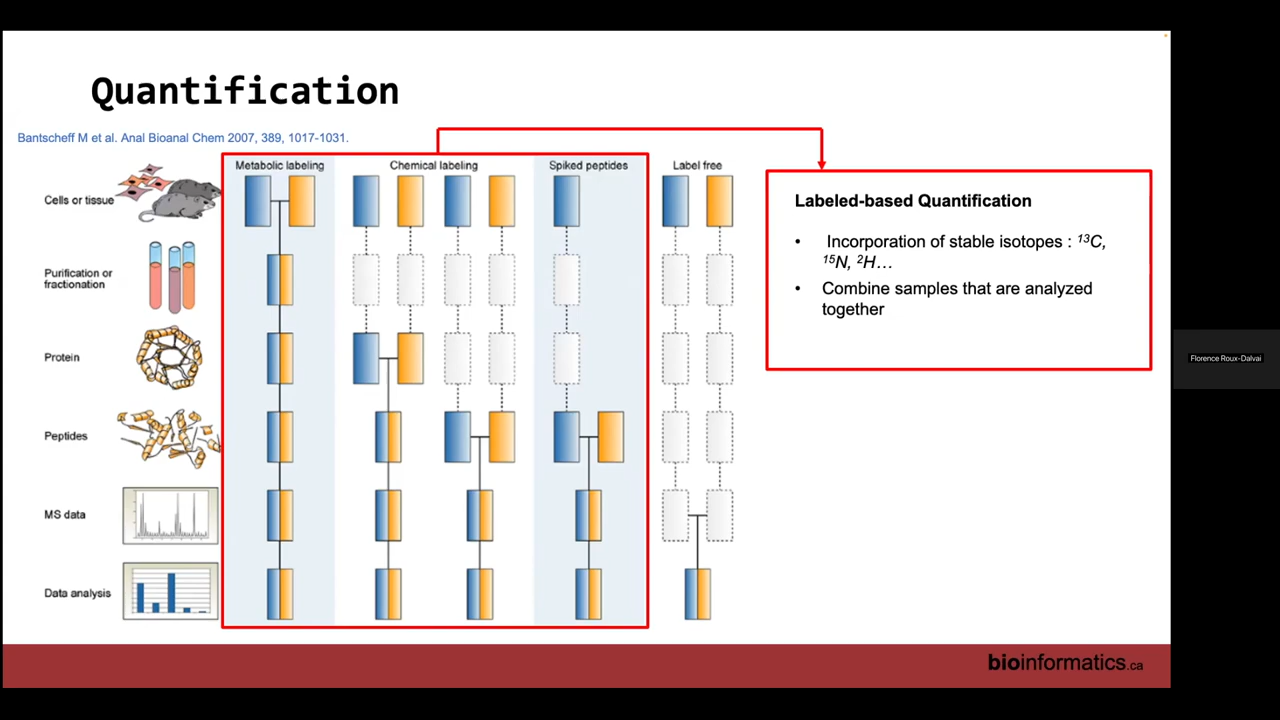 Quantification
Bantscheff M et al. Anal Bioanal Chem 2007, 389, 1017-1031.
Metabolic labeling
Chemical labeling
Spiked peptides
Label free
Cells or tissue
Purification or
fractionation
Protein
Peptides
MS data
Data analysis
Labeled-based Quantification
• Incorporation of stable isotopes : ¹³C,
¹⁵N, ²H…
• Combine samples that are analyzed
together
Florence Roux-Dalvai
bioinformatics.ca